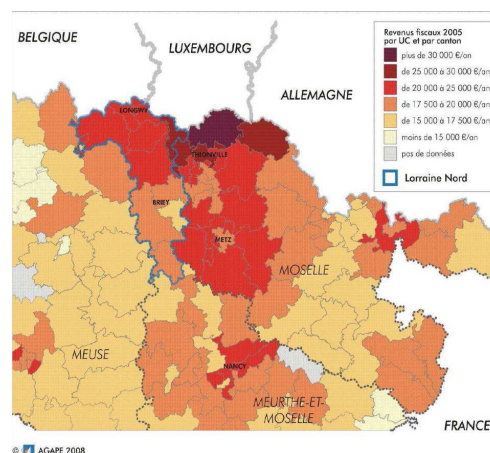 BELGIQUE
LUXEMBOURG
ALLEMAGNE
Revenus fiscaux 2005
par UC et par canton
plus de 30 000 €/an
de 25 000 à 30 000 €/an
de 20 000 à 25 000 €/an
de 17 500 à 20 000 €/an
de 15 000 à 17 500 €/an
moins de 15 000 €/an
pas de données
Lorraine Nord
LONGWY
THIONVILLE
BRIEY
METZ
MOSELLE
MEUSE
NANCY
MEURTHE-ET-
MOSELLE
FRANCE
© AGAPE 2008